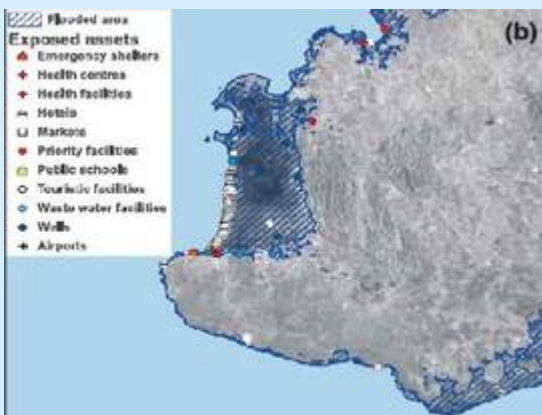 Flooded area
(b)
Exposed assets
Emergency shelters
Health centres
Health facilities
Hotels
Markets
Priority facilities
Public schools
Touristic facilities
Waste water facilities
Wells
Airports